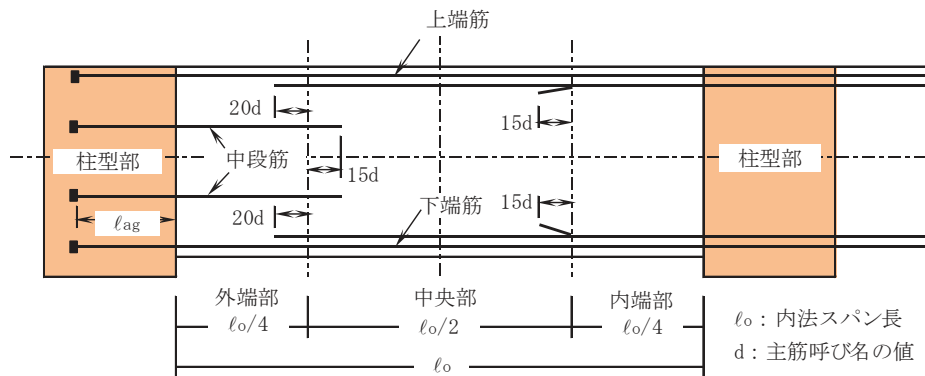 上端筋
20d
15d
柱型部
中段筋
柱型部
15d
ℓag
20d
下端筋
15d
外端部
ℓo/4
中央部
ℓo/2
内端部
ℓo/4
ℓo：内法スパン長
d：主筋呼び名の値
ℓo